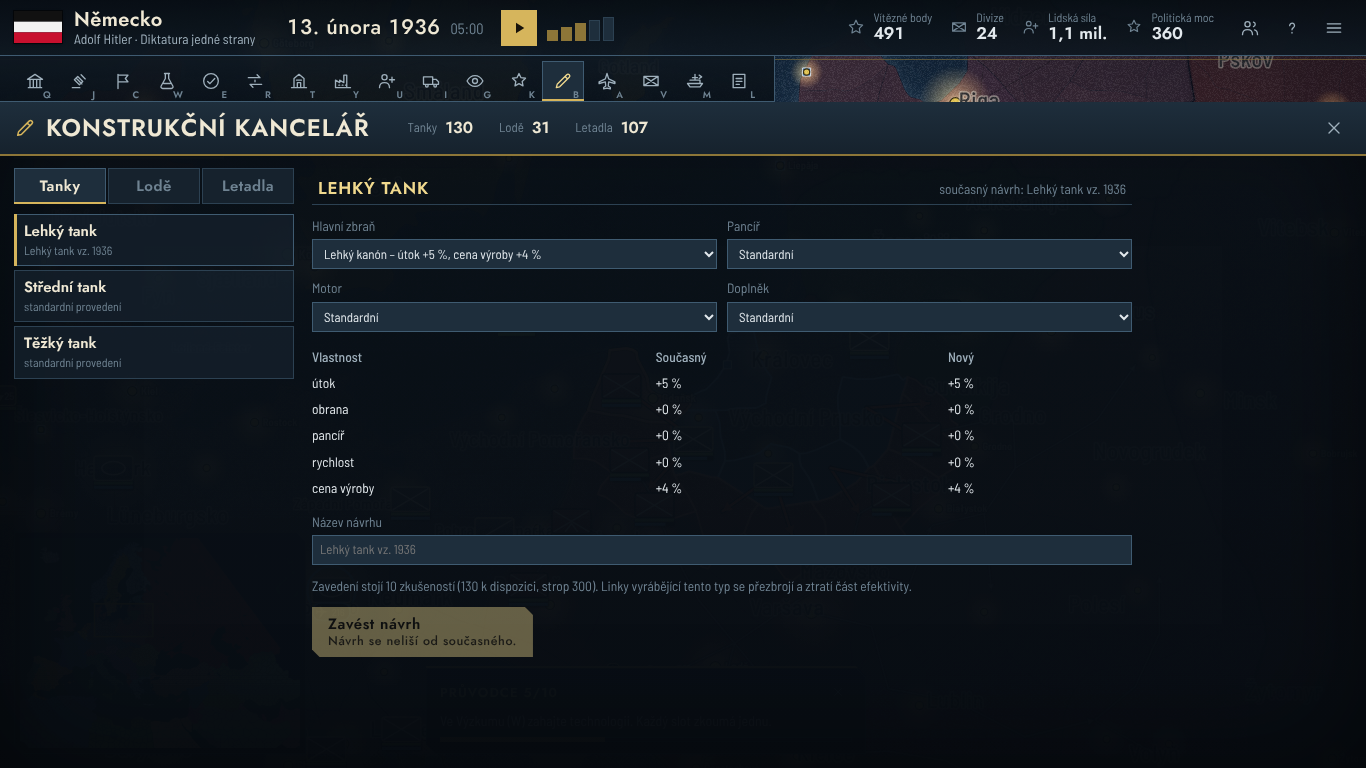 Německo
Adolf Hitler · Diktatura jedné strany
13. února 1936 05:00
Vítězné body
491
Divize
24
Lidská síla
1,1 mil.
Politická moc
360
?
Q J C W E R T Y U I G K B A V M L
Pskov
Riga
KONSTRUKČNÍ KANCELÁŘ
Tanky 130 Lodě 31 Letadla 107
Tanky Lodě Letadla
Lehký tank
Lehký tank vz. 1936
Střední tank
standardní provedení
Těžký tank
standardní provedení
LEHKÝ TANK
současný návrh: Lehký tank vz. 1936
Hlavní zbraň
Lehký kanón – útok +5 %, cena výroby +4 %
Pancíř
Standardní
Motor
Standardní
Doplněk
Standardní
Vlastnost Současný Nový
útok +5 % +5 %
obrana +0 % +0 %
pancíř +0 % +0 %
rychlost +0 % +0 %
cena výroby +4 % +4 %
Název návrhu
Lehký tank vz. 1936
Zavedení stojí 10 zkušeností (130 k dispozici, strop 300). Linky vyrábějící tento typ se přezbrojí a ztratí část efektivity.
Zavést návrh
Návrh se neliší od současného.